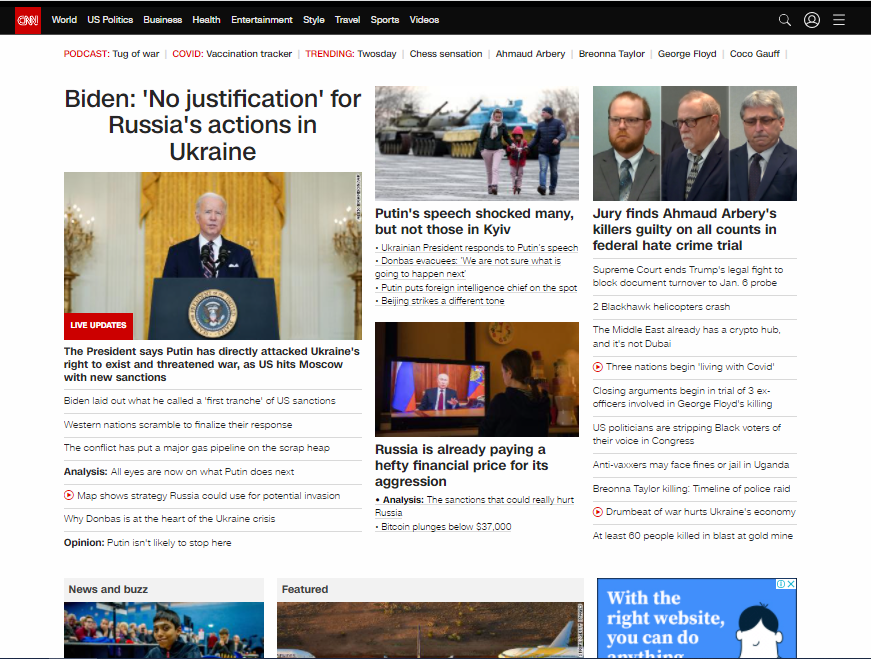 CNN
World US Politics Business Health Entertainment Style Travel Sports Videos
PODCAST: Tug of war | COVID: Vaccination tracker | TRENDING: Twosday | Chess sensation | Ahmaud Arbery | Breonna Taylor | George Floyd | Coco Gauff |
Biden: 'No justification' for
Russia's actions in
Ukraine
LIVE UPDATES
The President says Putin has directly attacked Ukraine's
right to exist and threatened war, as US hits Moscow
with new sanctions
Biden laid out what he called a 'first tranche' of US sanctions
Western nations scramble to finalize their response
The conflict has put a major gas pipeline on the scrap heap
Analysis: All eyes are now on what Putin does next
Map shows strategy Russia could use for potential invasion
Why Donbas is at the heart of the Ukraine crisis
Opinion: Putin isn't likely to stop here
Putin's speech shocked many,
but not those in Kyiv
• Ukrainian President responds to Putin's speech
• Donbas evacuees: 'We are not sure what is
going to happen next'
• Putin puts foreign intelligence chief on the spot
• Beijing strikes a different tone
Russia is already paying a
hefty financial price for its
aggression
• Analysis: The sanctions that could really hurt
Russia
• Bitcoin plunges below $37,000
Jury finds Ahmaud Arbery's
killers guilty on all counts in
federal hate crime trial
Supreme Court ends Trump's legal fight to
block document turnover to Jan. 6 probe
2 Blackhawk helicopters crash
The Middle East already has a crypto hub,
and it's not Dubai
Three nations begin 'living with Covid'
Closing arguments begin in trial of 3 ex-
officers involved in George Floyd's killing
US politicians are stripping Black voters of
their voice in Congress
Anti-vaxxers may face fines or jail in Uganda
Breonna Taylor killing: Timeline of police raid
Drumbeat of war hurts Ukraine's economy
At least 60 people killed in blast at gold mine
News and buzz
Featured
With the
right website,
you can do
anything